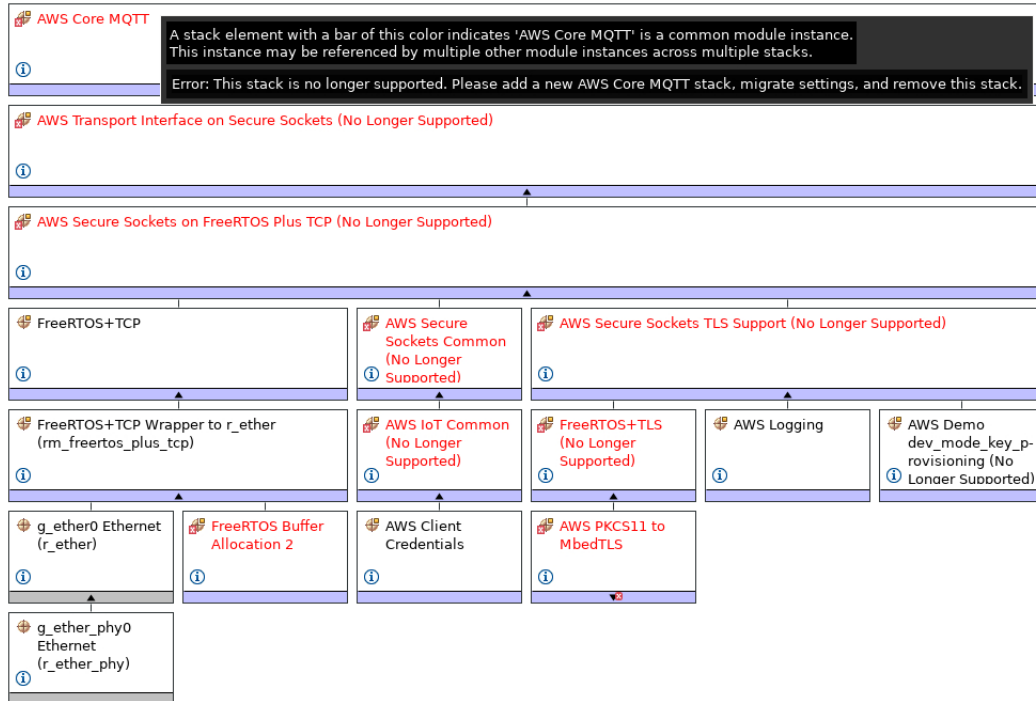 AWS Core MQTT
A stack element with a bar of this color indicates 'AWS Core MQTT' is a common module instance.
This instance may be referenced by multiple other module instances across multiple stacks.
Error: This stack is no longer supported. Please add a new AWS Core MQTT stack, migrate settings, and remove this stack.
AWS Transport Interface on Secure Sockets (No Longer Supported)
AWS Secure Sockets on FreeRTOS Plus TCP (No Longer Supported)
FreeRTOS+TCP
AWS Secure
Sockets Common
(No Longer
Supported)
AWS Secure Sockets TLS Support (No Longer Supported)
FreeRTOS+TCP Wrapper to r_ether
(rm_freertos_plus_tcp)
AWS IoT Common
(No Longer
Supported)
FreeRTOS+TLS
(No Longer
Supported)
AWS Logging
AWS Demo
dev_mode_key_p-
rovisioning (No
Longer Supported)
g_ether0 Ethernet
(r_ether)
FreeRTOS Buffer
Allocation 2
AWS Client
Credentials
AWS PKCS11 to
MbedTLS
g_ether_phy0
Ethernet
(r_ether_phy)